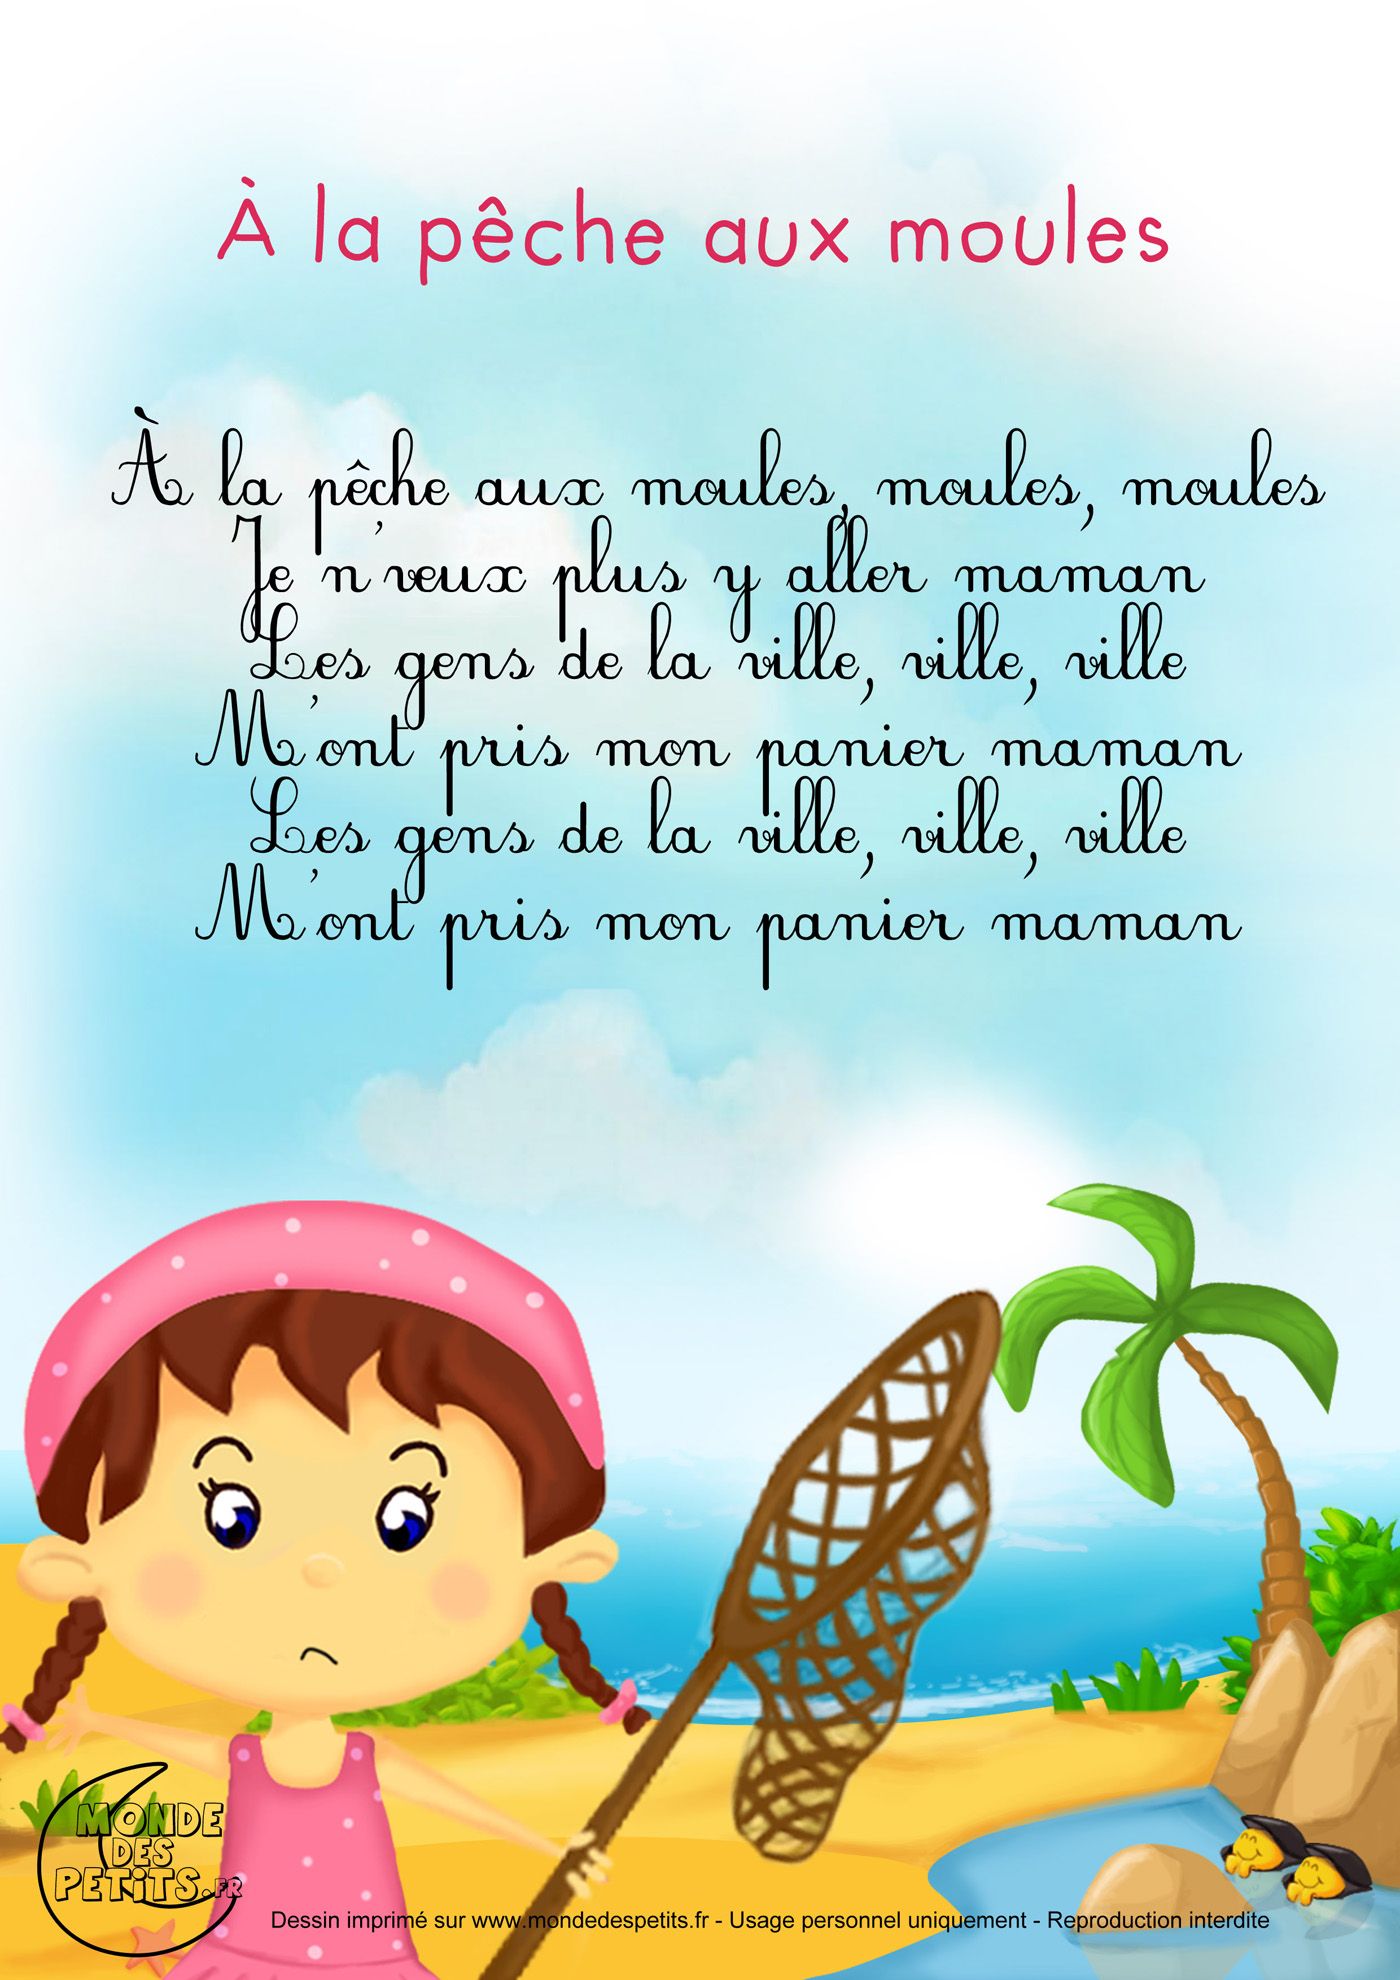 À la pêche aux moules
À la pêche aux moules, moules, moules
Je n'veux plus y aller maman
Les gens de la ville, ville, ville
M'ont pris mon panier maman
Les gens de la ville, ville, ville
M'ont pris mon panier maman
MONDE
DES
PETITS.FR
Dessin imprimé sur www.mondedespetits.fr - Usage personnel uniquement - Reproduction interdite